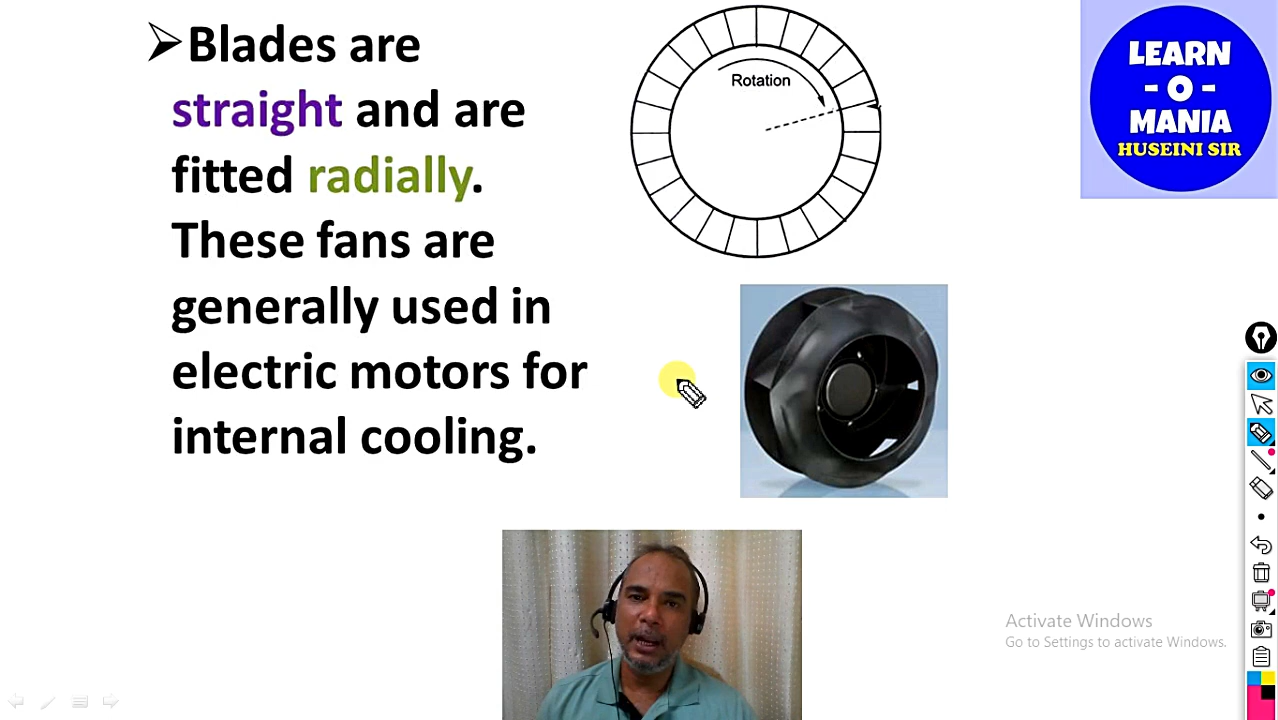 ➢Blades are
straight and are
fitted radially.
These fans are
generally used in
electric motors for
internal cooling.
Rotation
LEARN
- O -
MANIA
HUSEINI SIR
Activate Windows
Go to Settings to activate Windows.